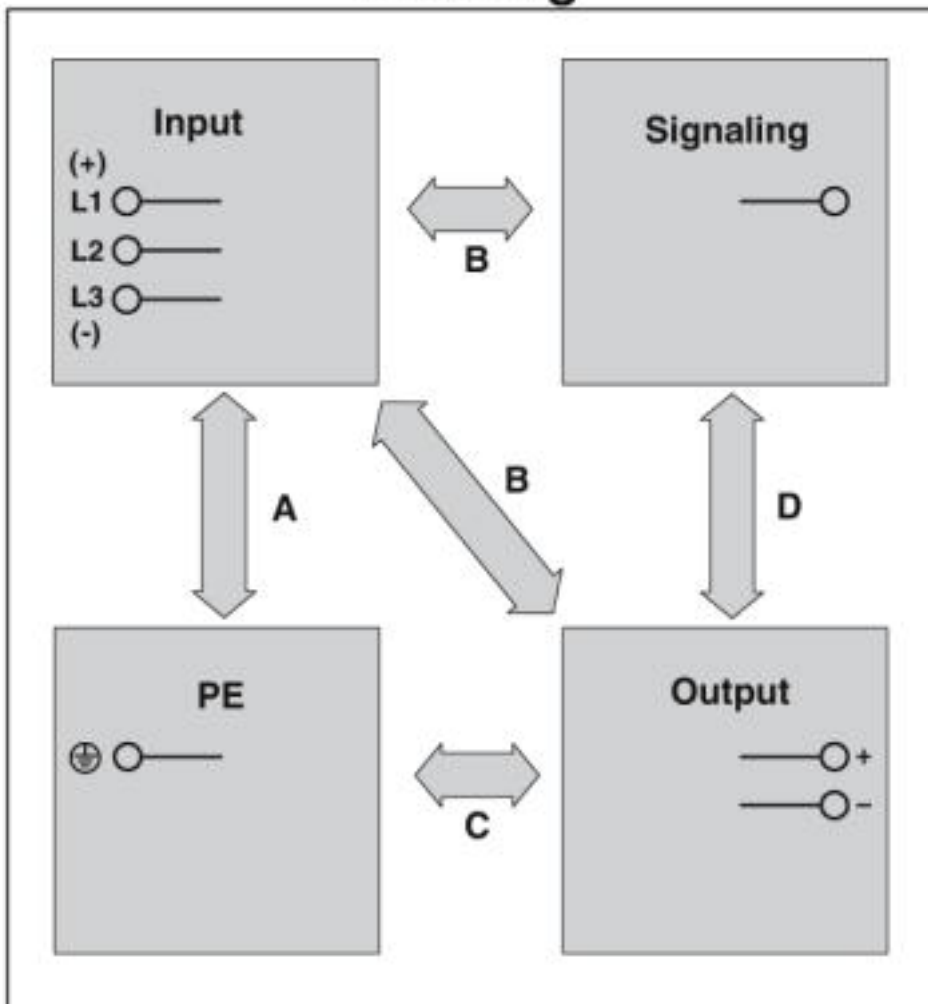 Input
(+)
L1
L2
L3
(-)
Signaling
B
A
B
D
PE
Output
+
–
C